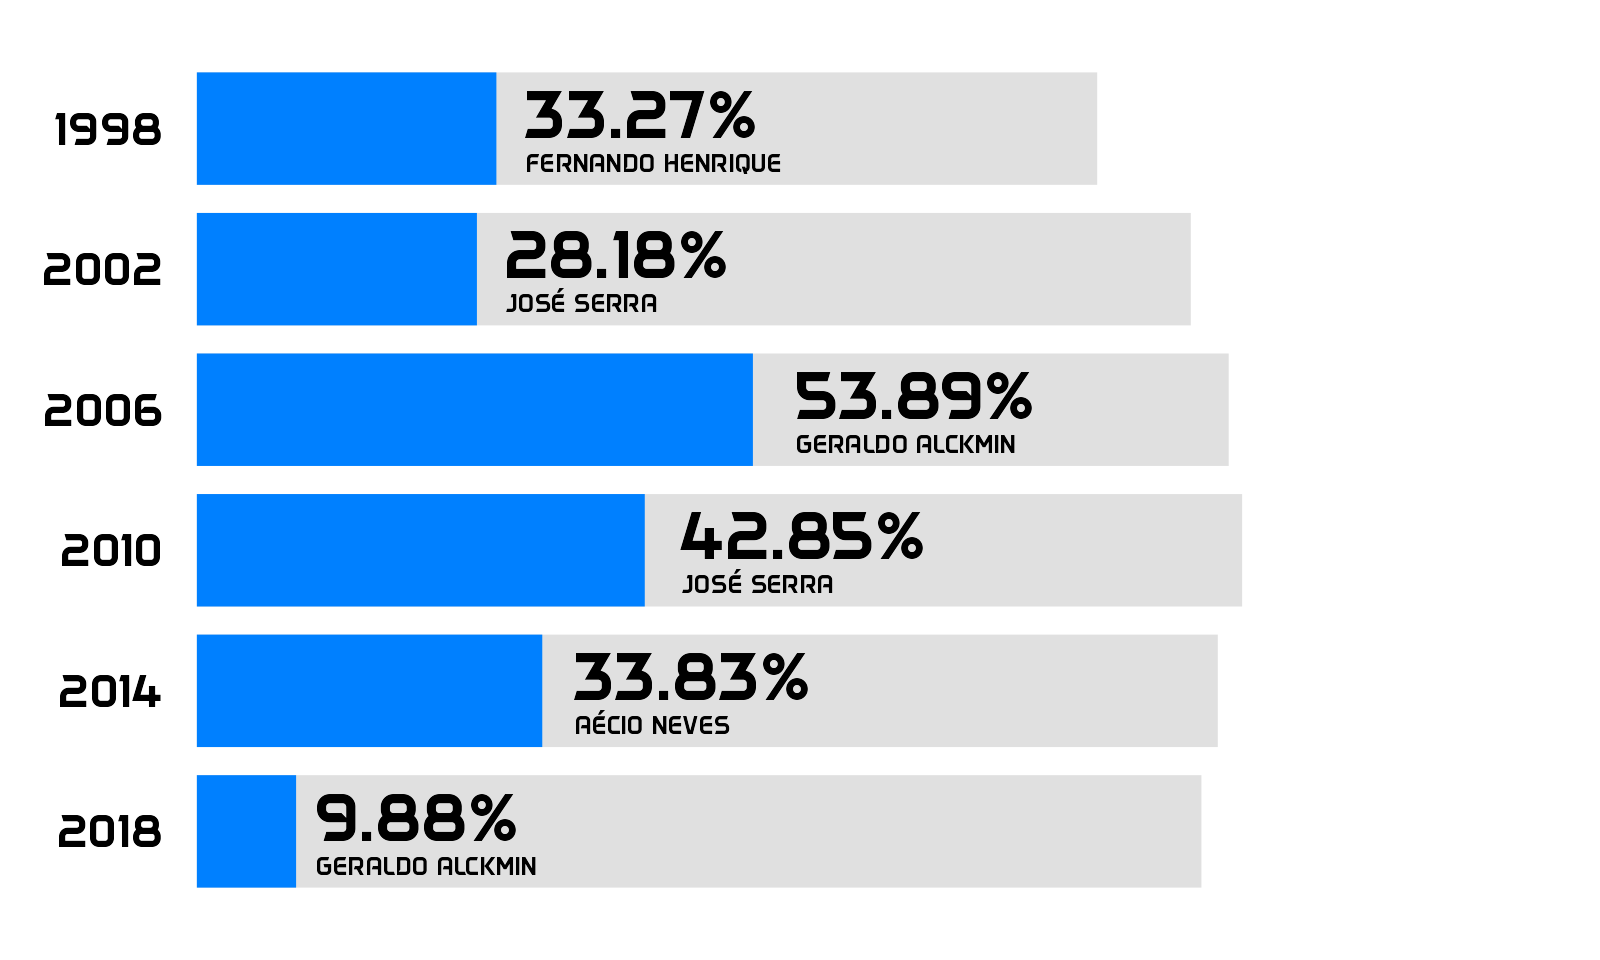 1998
33.27%
FERNANDO HENRIQUE
2002
28.18%
JOSÉ SERRA
2006
53.89%
GERALDO ALCKMIN
2010
42.85%
JOSÉ SERRA
2014
33.83%
AÉCIO NEVES
2018
9.88%
GERALDO ALCKMIN